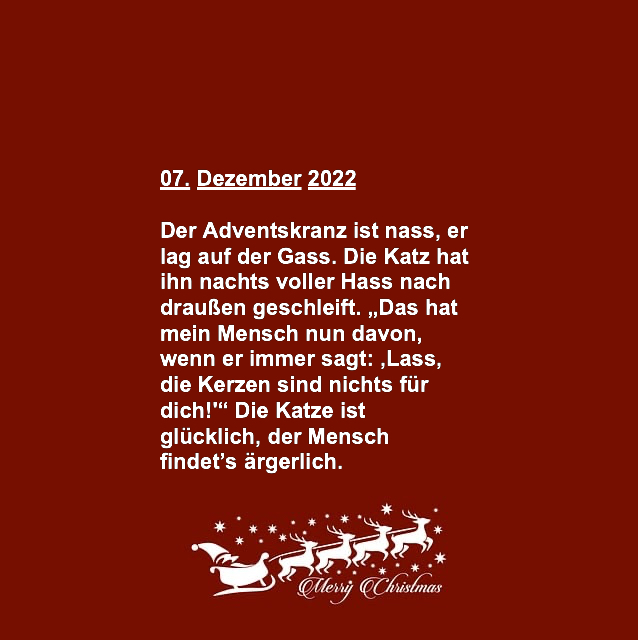 07. Dezember 2022
Der Adventskranz ist nass, er
lag auf der Gass. Die Katz hat
ihn nachts voller Hass nach
draußen geschleift. „Das hat
mein Mensch nun davon,
wenn er immer sagt: ‚Lass,
die Kerzen sind nichts für
dich!'“ Die Katze ist
glücklich, der Mensch
findet’s ärgerlich.
Merry Christmas